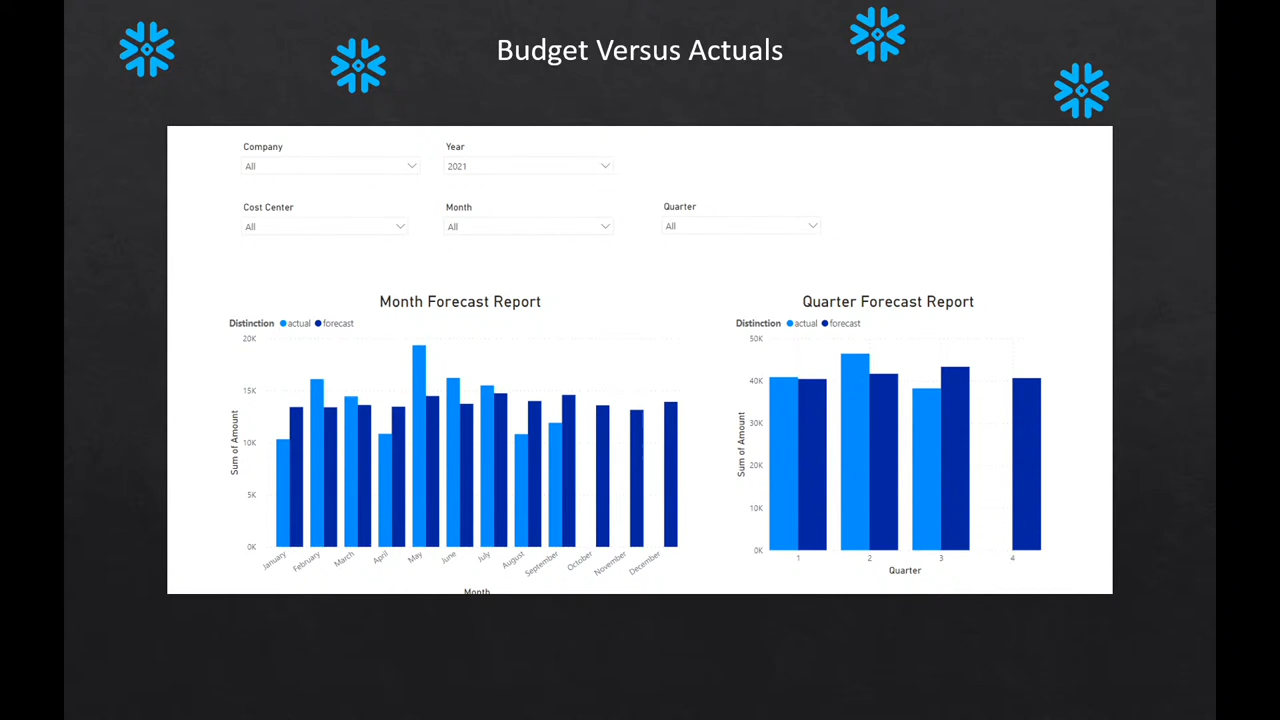 Budget Versus Actuals
Company
Year
All
2021
Cost Center
Month
Quarter
All
All
All
Month Forecast Report
Distinction actual forecast
20K
15K
10K
5K
0K
Sum of Amount
January
February
March
April
May
June
July
August
September
October
November
December
Month
Quarter Forecast Report
Distinction actual forecast
50K
40K
30K
20K
10K
0K
Sum of Amount
1
2
3
4
Quarter